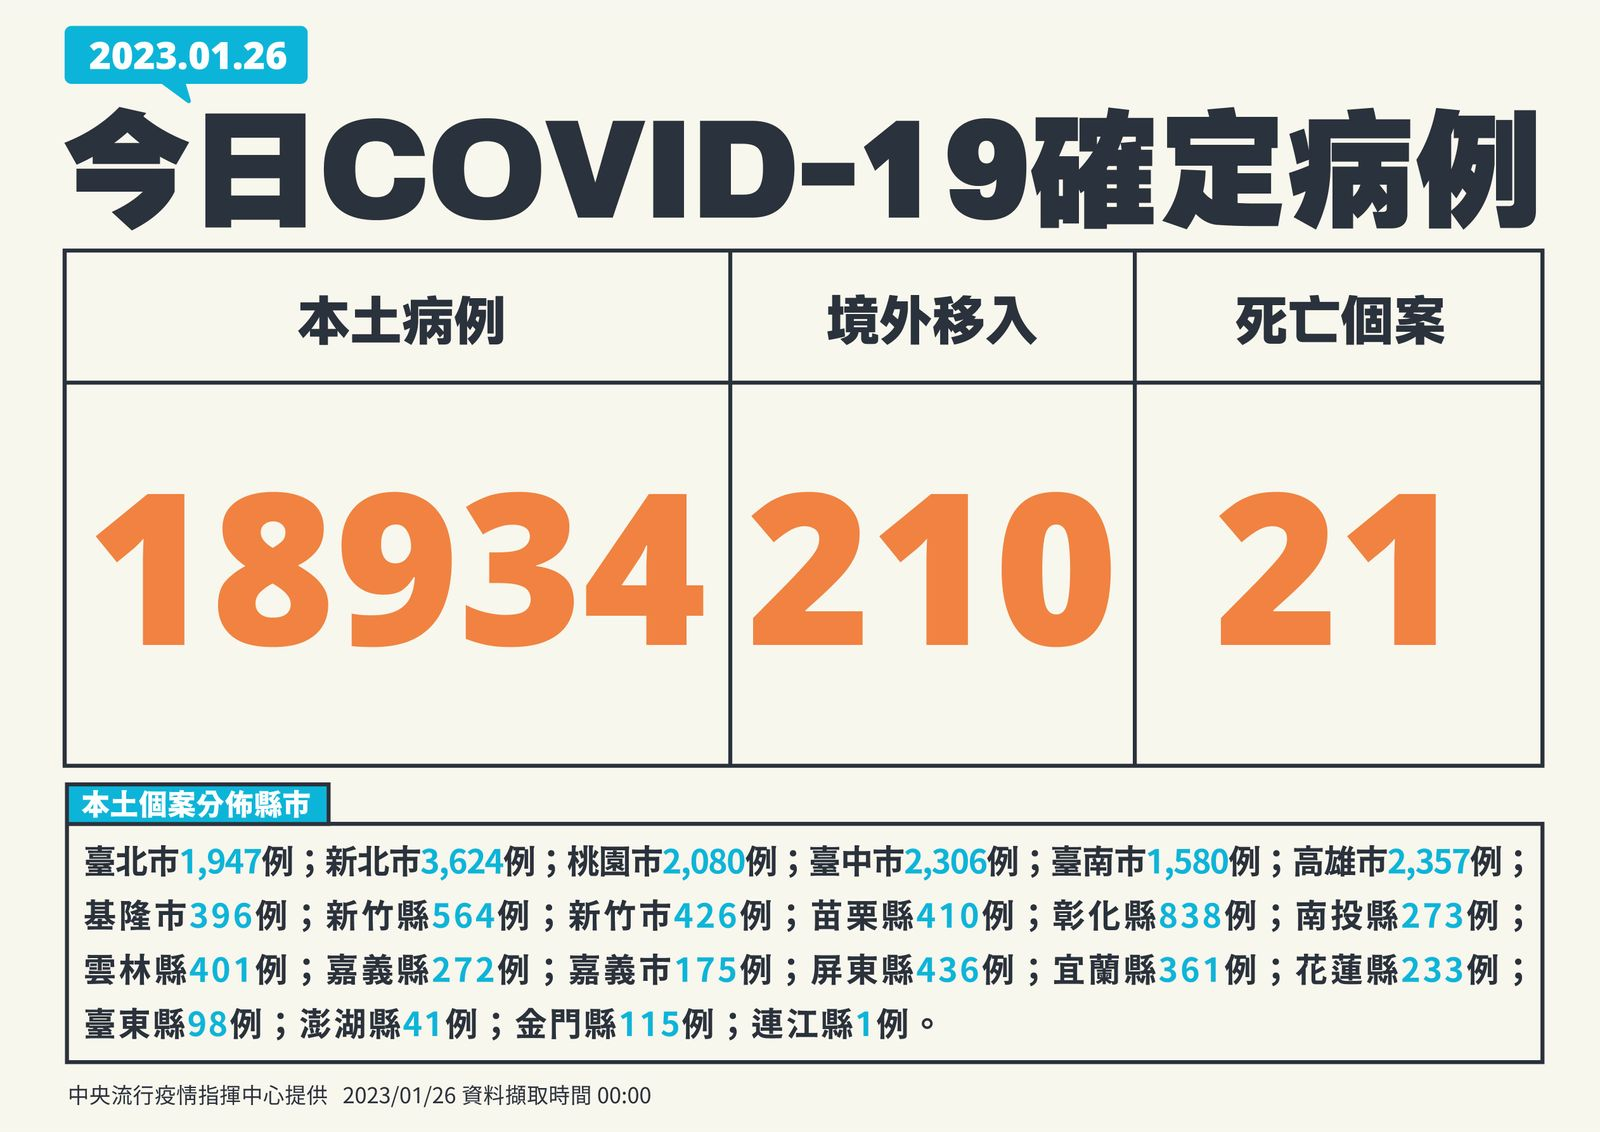 2023.01.26
今日COVID-19確定病例
本土病例 境外移入 死亡個案
18934 210 21
本土個案分佈縣市
臺北市1,947例；新北市3,624例；桃園市2,080例；臺中市2,306例；臺南市1,580例；高雄市2,357例；
基隆市396例；新竹縣564例；新竹市426例；苗栗縣410例；彰化縣838例；南投縣273例；
雲林縣401例；嘉義縣272例；嘉義市175例；屏東縣436例；宜蘭縣361例；花蓮縣233例；
臺東縣98例；澎湖縣41例；金門縣115例；連江縣1例。
中央流行疫情指揮中心提供 2023/01/26 資料擷取時間 00:00